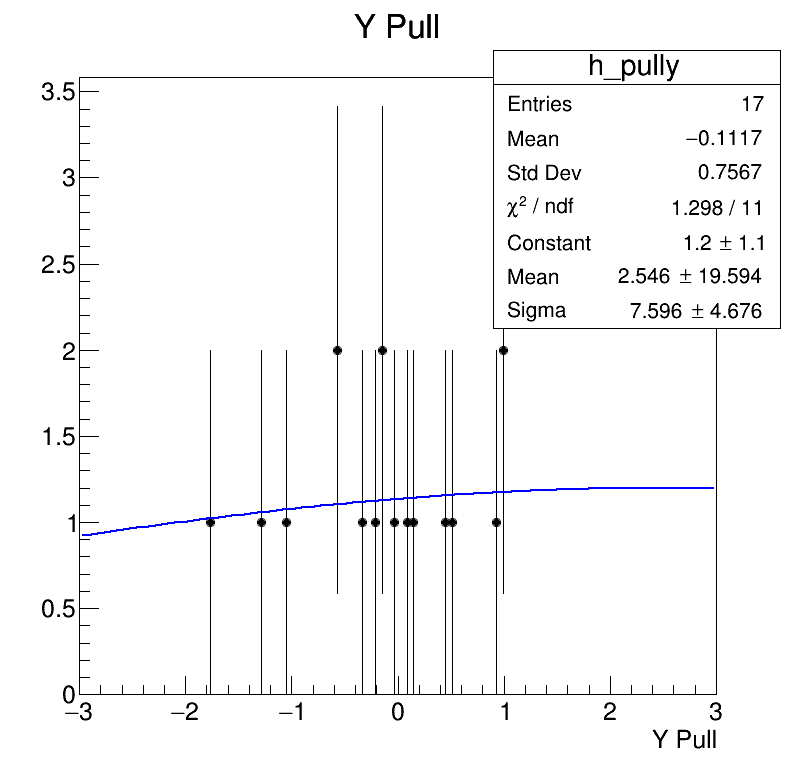 Y Pull
h_pully
Entries 17
Mean −0.1117
Std Dev 0.7567
χ² / ndf 1.298 / 11
Constant 1.2 ± 1.1
Mean 2.546 ± 19.594
Sigma 7.596 ± 4.676
3.5
3
2.5
2
1.5
1
0.5
0
−3 −2 −1 0 1 2 3
Y Pull